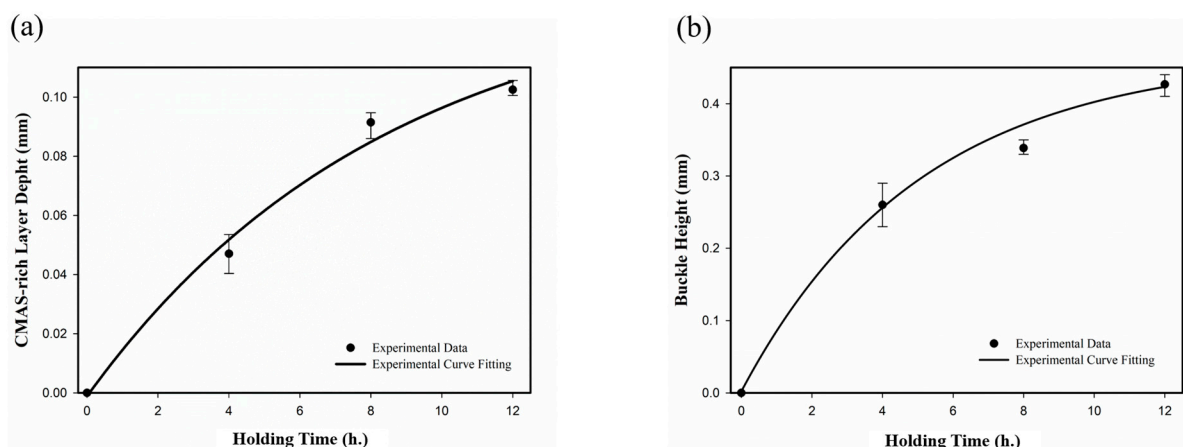 (a)
CMAS-rich Layer Depht (mm)
0.10
0.08
0.06
0.04
0.02
0.00
0 2 4 6 8 10 12
Holding Time (h.)
Experimental Data
Experimental Curve Fitting
(b)
Buckle Height (mm)
0.4
0.3
0.2
0.1
0.0
0 2 4 6 8 10 12
Holding Time (h.)
Experimental Data
Experimental Curve Fitting